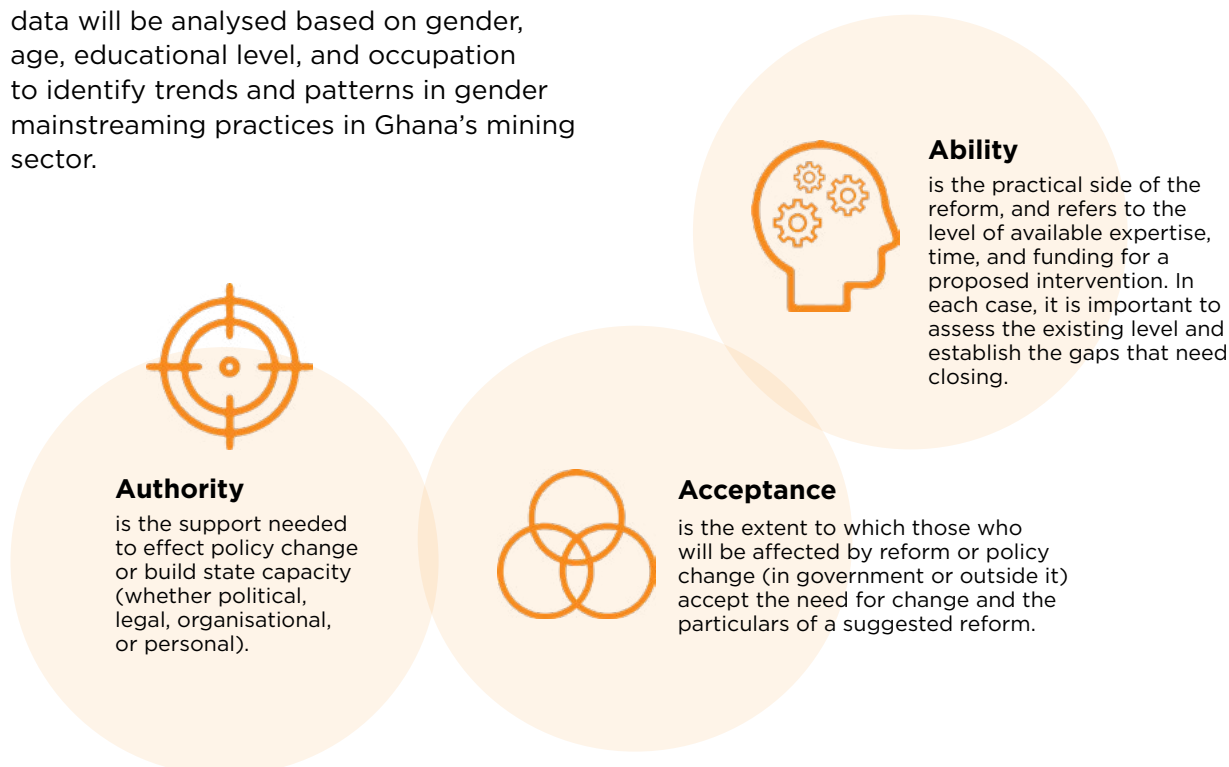 data will be analysed based on gender,
age, educational level, and occupation
to identify trends and patterns in gender
mainstreaming practices in Ghana's mining
sector.
Ability
is the practical side of the
reform, and refers to the
level of available expertise,
time, and funding for a
proposed intervention. In
each case, it is important to
assess the existing level and
establish the gaps that need
closing.
Authority
is the support needed
to effect policy change
or build state capacity
(whether political,
legal, organisational,
or personal).
Acceptance
is the extent to which those who
will be affected by reform or policy
change (in government or outside it)
accept the need for change and the
particulars of a suggested reform.